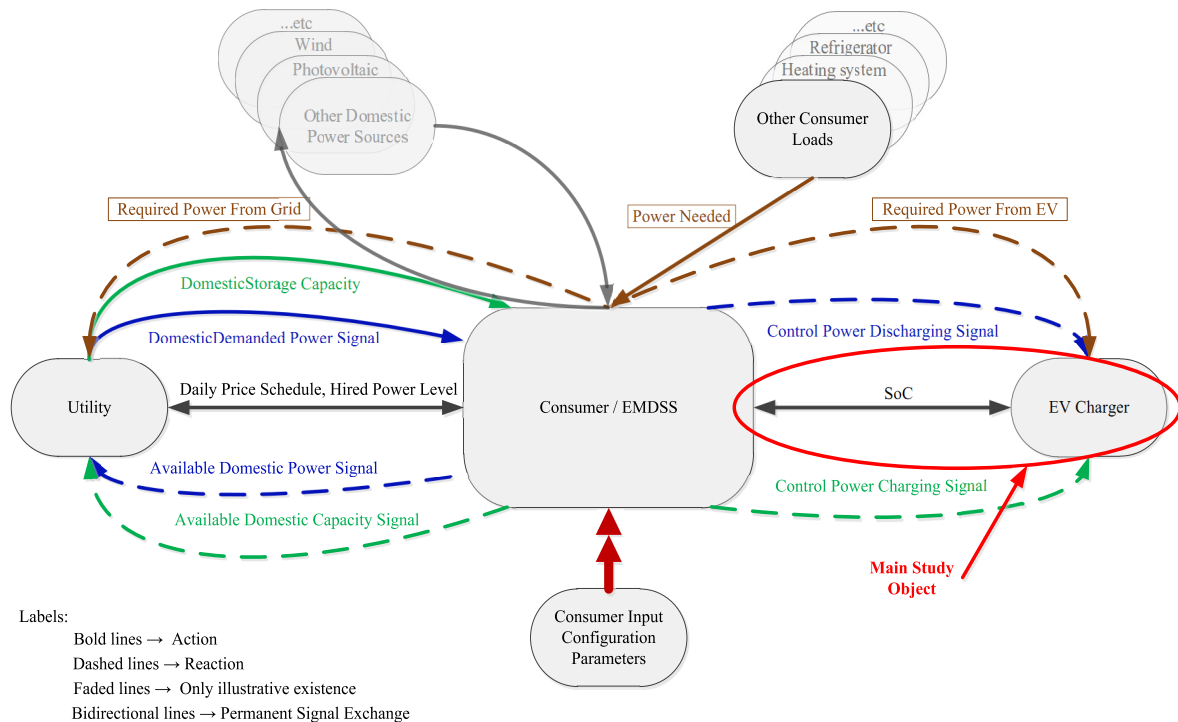 ...etc
Wind
Photovoltaic
Other Domestic
Power Sources
...etc
Refrigerator
Heating system
Other Consumer
Loads
Required Power From Grid
Power Needed
Required Power From EV
DomesticStorage Capacity
DomesticDemanded Power Signal
Control Power Discharging Signal
Utility
Daily Price Schedule, Hired Power Level
Consumer / EMDSS
SoC
EV Charger
Available Domestic Power Signal
Control Power Charging Signal
Available Domestic Capacity Signal
Main Study
Object
Consumer Input
Configuration
Parameters
Labels:
Bold lines → Action
Dashed lines → Reaction
Faded lines → Only illustrative existence
Bidirectional lines → Permanent Signal Exchange